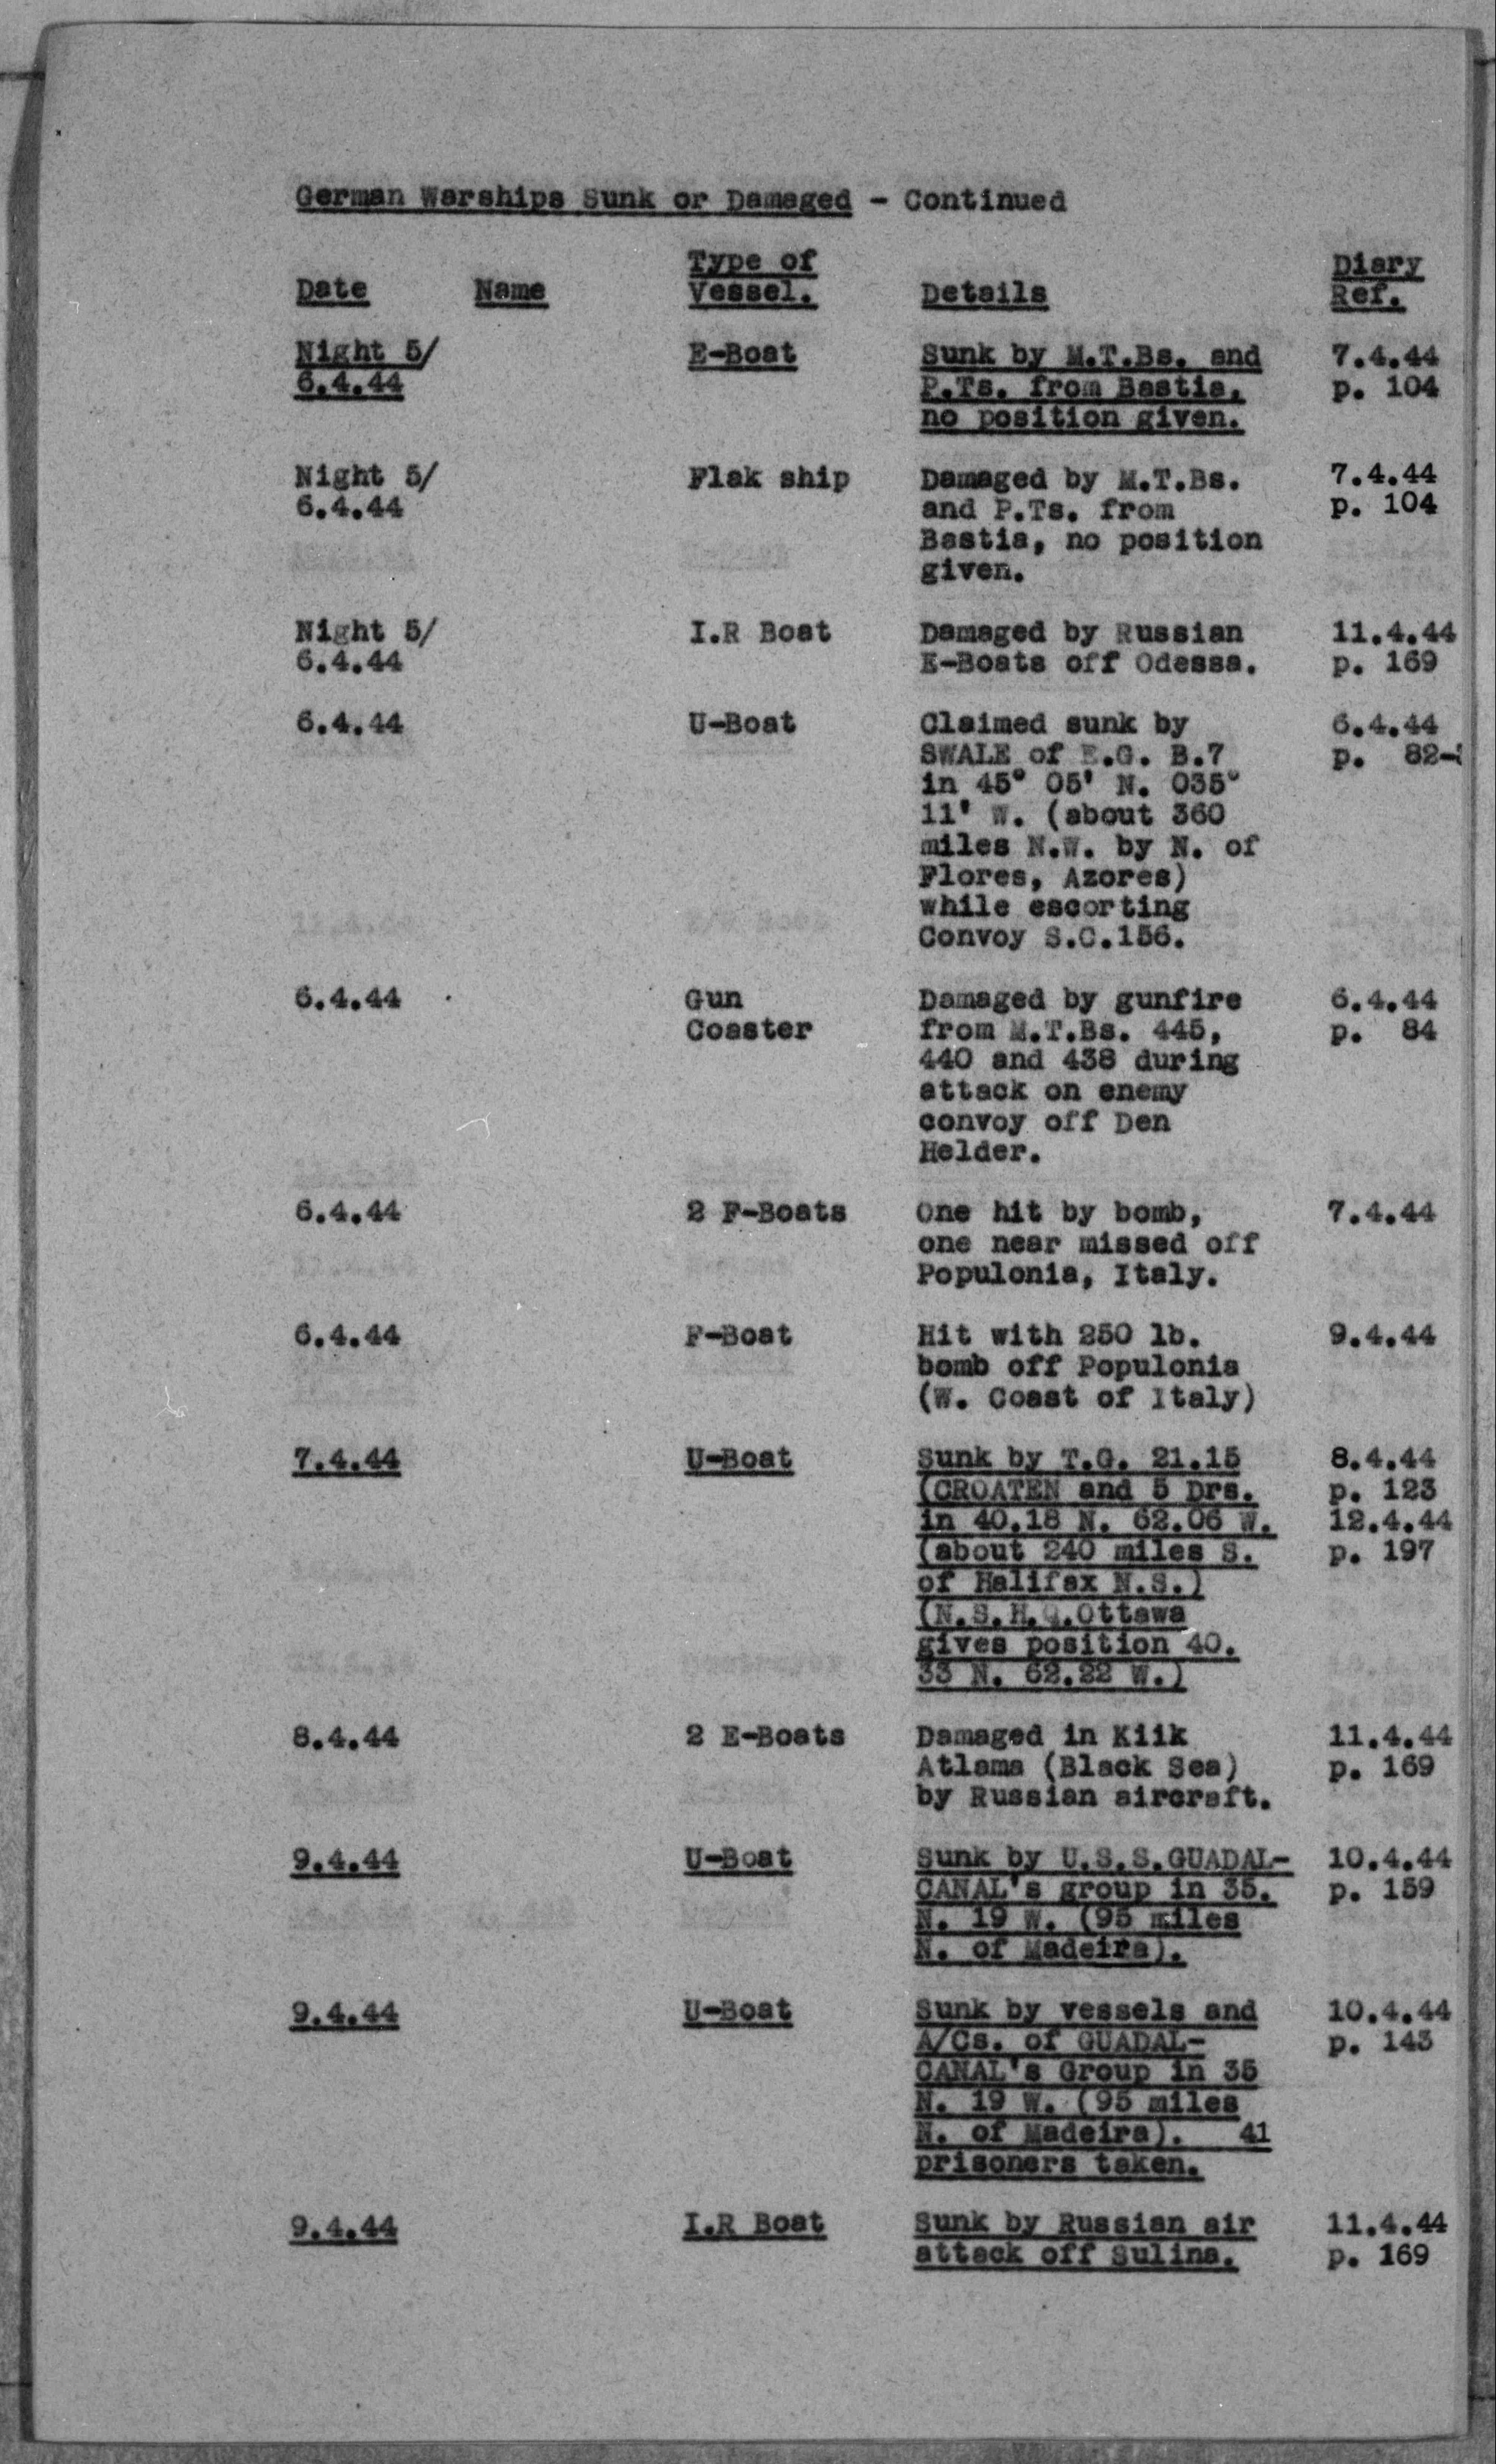 German Warships Sunk or Damaged - Continued
Date Name Type of Vessel. Details Diary Ref.
Night 5/ E-Boat Sunk by M.T.Bs. and 7.4.44
6.4.44 P.Ts. from Bastia, p. 104
no position given.
Night 5/ Flak ship Damaged by M.T.Bs. 7.4.44
6.4.44 and P.Ts. from p. 104
Bastia, no position
given.
Night 5/ I.R Boat Damaged by Russian 11.4.44
6.4.44 E-Boats off Odessa. p. 169
6.4.44 U-Boat Claimed sunk by 6.4.44
SWALE of E.G. B.7 p. 82-
in 45° 05' N. 035°
11' W. (about 360
miles N.W. by N. of
Flores, Azores)
while escorting
Convoy S.C.156.
6.4.44 Gun Damaged by gunfire 6.4.44
Coaster from M.T.Bs. 445, p. 84
440 and 438 during
attack on enemy
convoy off Den
Helder.
6.4.44 2 F-Boats One hit by bomb, 7.4.44
one near missed off
Populonia, Italy.
6.4.44 F-Boat Hit with 250 lb. 9.4.44
bomb off Populonia
(W. Coast of Italy)
7.4.44 U-Boat Sunk by T.G. 21.15 8.4.44
(CROATEN and 5 Drs. p. 123
in 40.18 N. 62.06 W. 12.4.44
(about 240 miles S. p. 197
of Halifax N.S.)
(N.S.H.Q.Ottawa
gives position 40.
33 N. 62.22 W.)
8.4.44 2 E-Boats Damaged in Kiik 11.4.44
Atlama (Black Sea) p. 169
by Russian aircraft.
9.4.44 U-Boat Sunk by U.S.S.GUADAL- 10.4.44
CANAL's group in 35. p. 159
N. 19 W. (95 miles
N. of Madeira).
9.4.44 U-Boat Sunk by vessels and 10.4.44
A/Cs. of GUADAL- p. 143
CANAL's Group in 35
N. 19 W. (95 miles
N. of Madeira). 41
prisoners taken.
9.4.44 I.R Boat Sunk by Russian air 11.4.44
attack off Sulina. p. 169